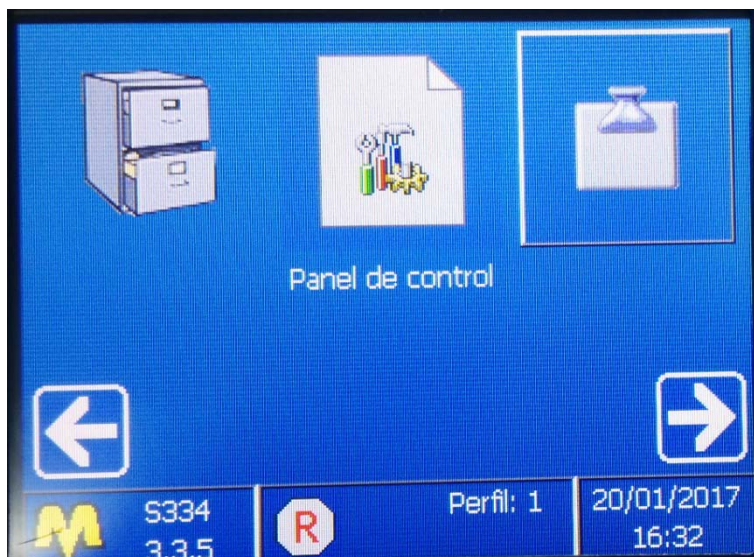 Panel de control
S334
3.3.5
R
Perfil: 1
20/01/2017
16:32